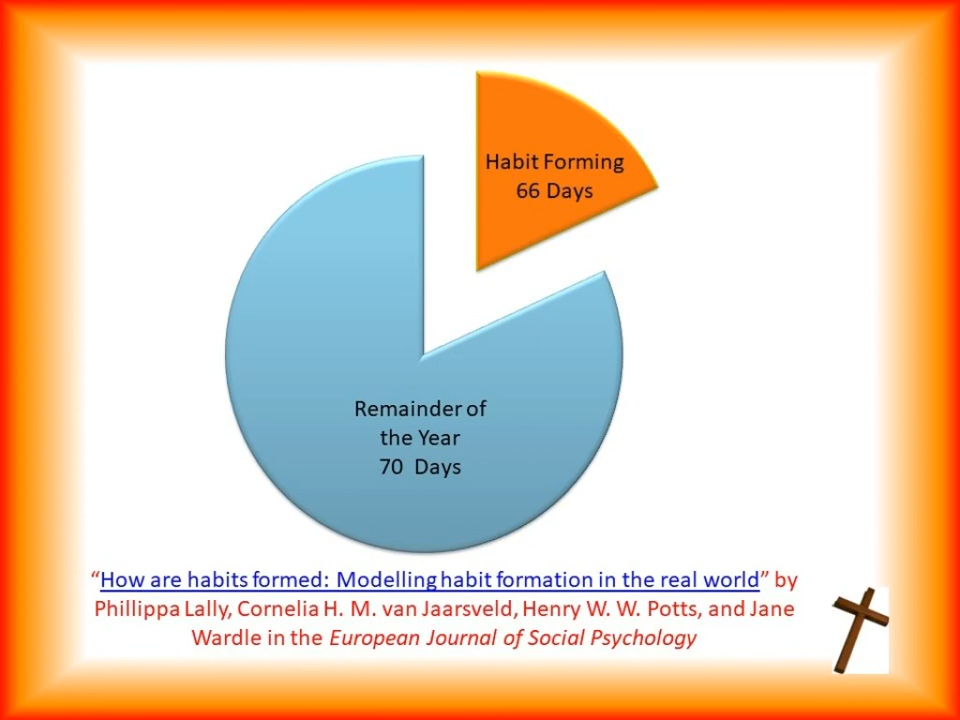 Habit Forming
66 Days
Remainder of
the Year
70 Days
“How are habits formed: Modelling habit formation in the real world” by
Phillippa Lally, Cornelia H. M. van Jaarsveld, Henry W. W. Potts, and Jane
Wardle in the European Journal of Social Psychology